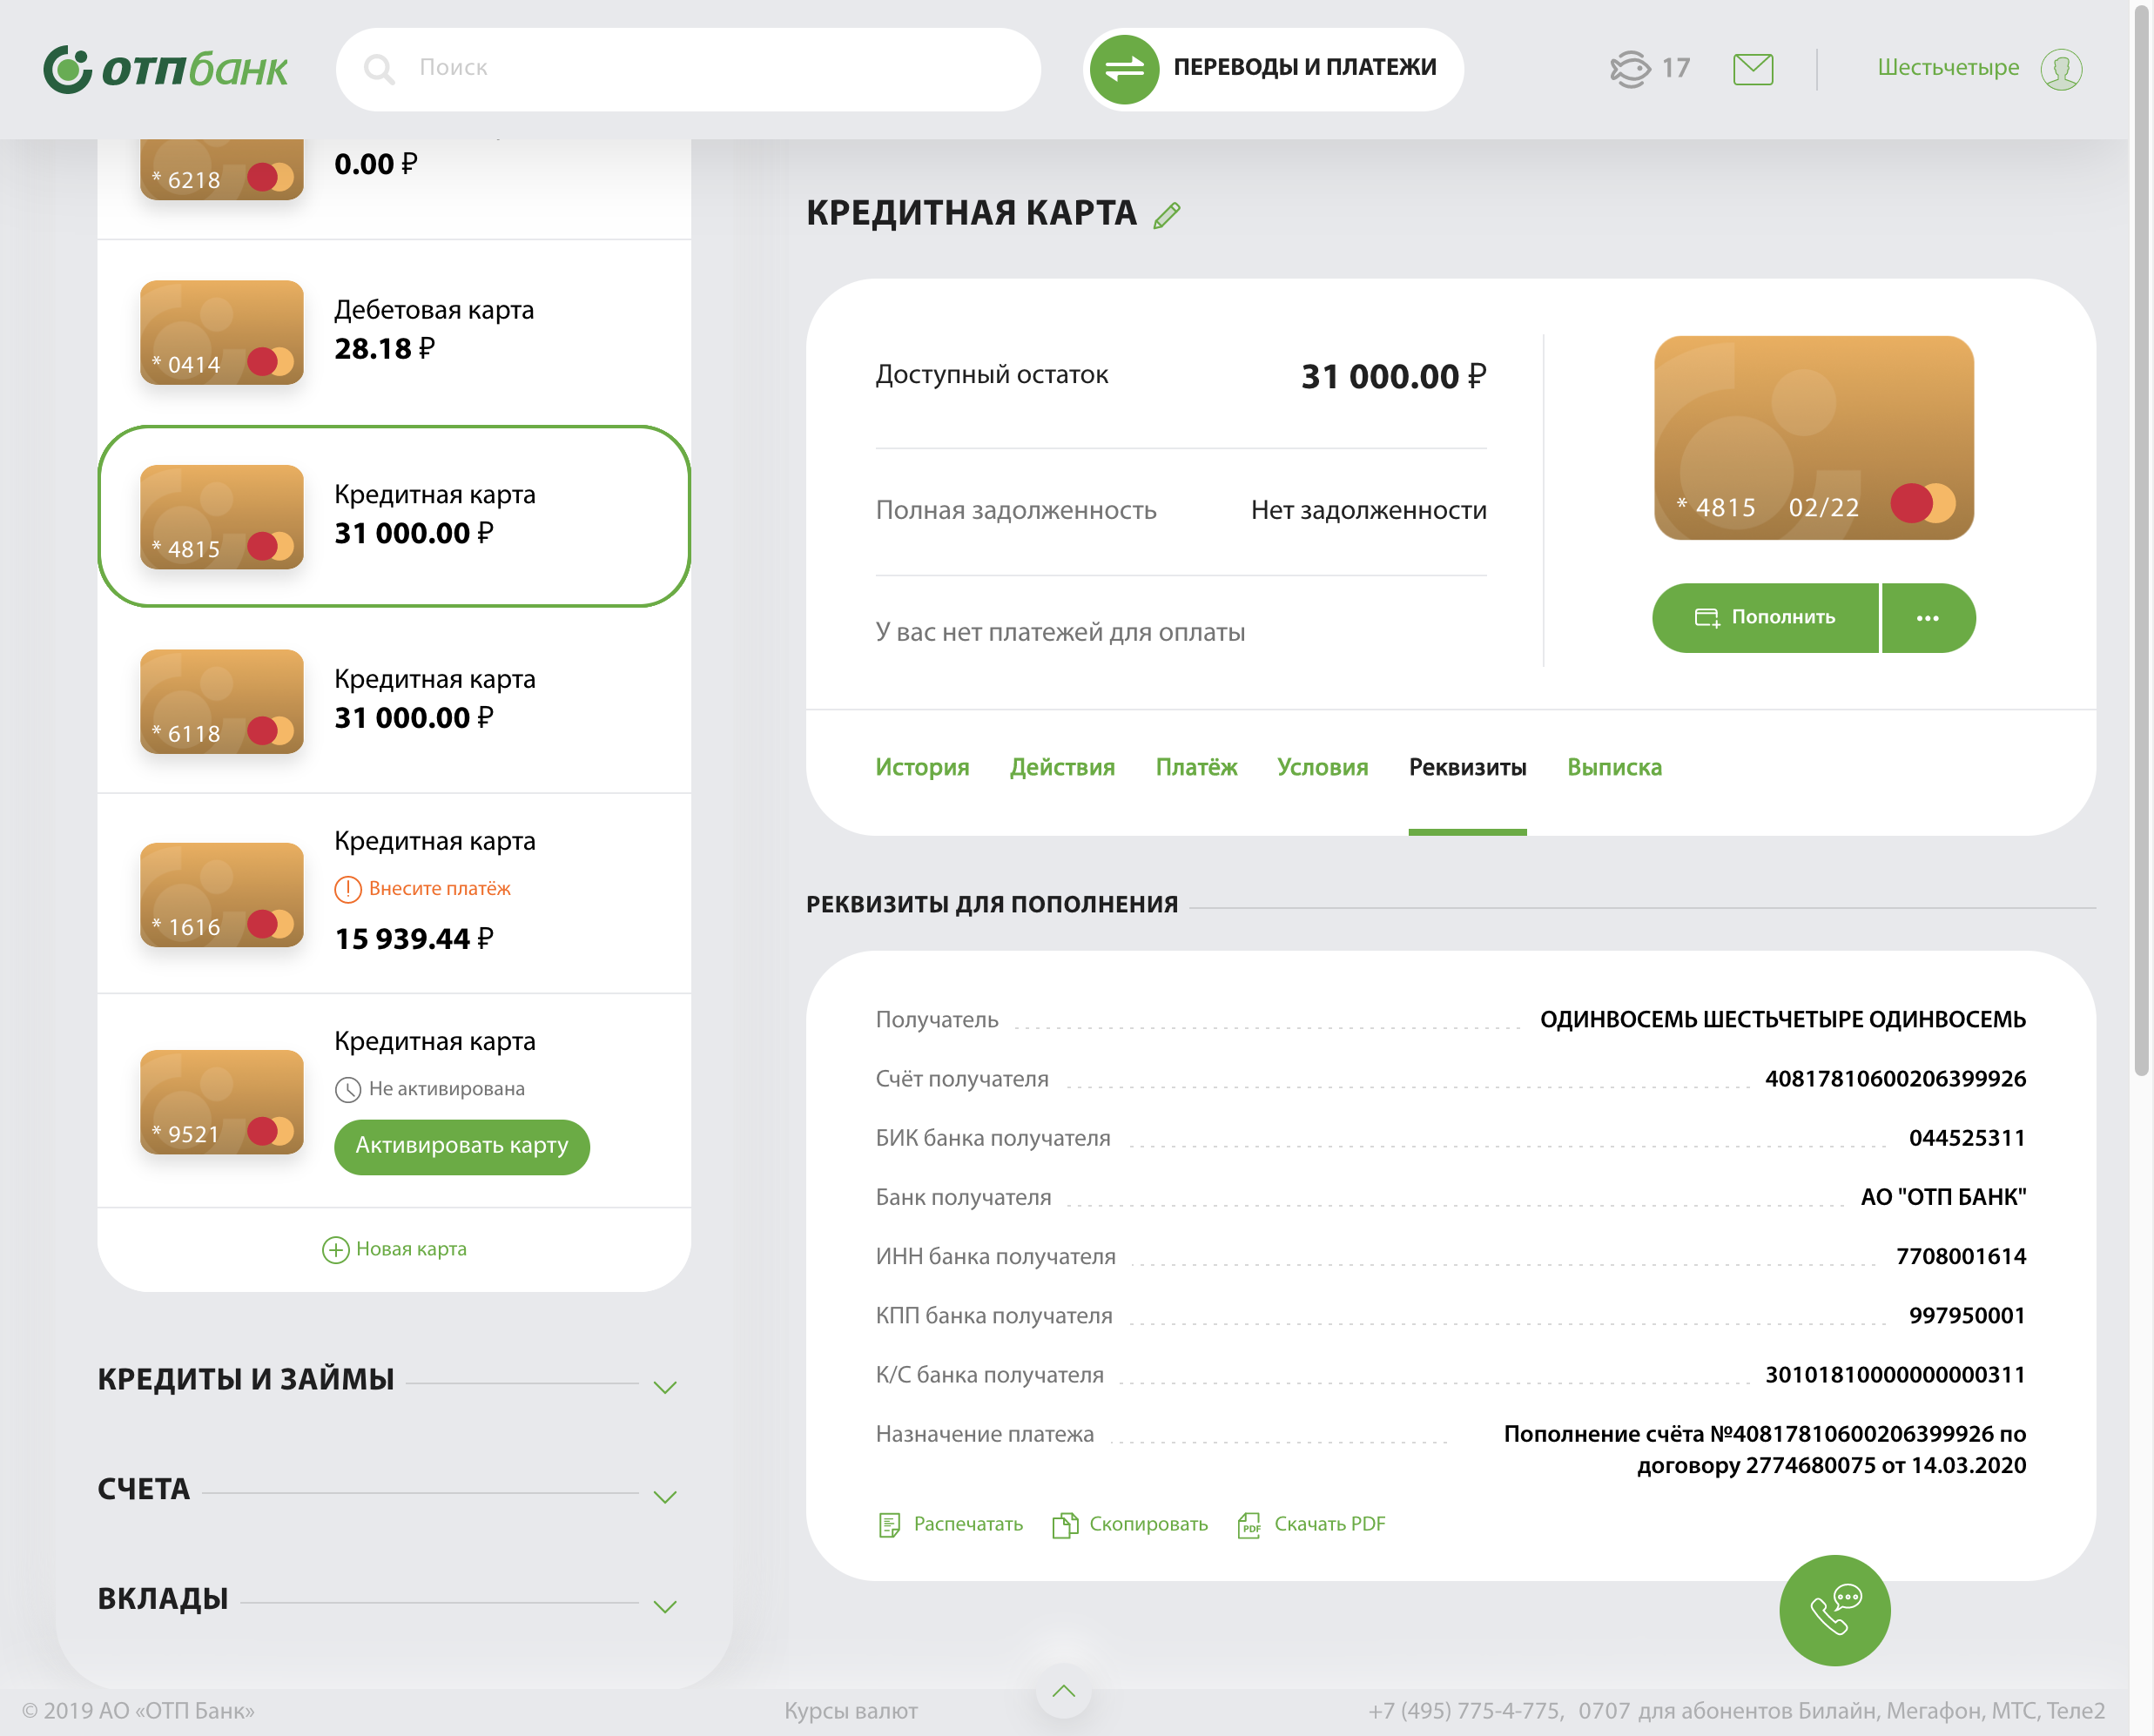 ОТПбанк
Поиск
ПЕРЕВОДЫ И ПЛАТЕЖИ
17
Шестьчетыре
* 6218
0.00 ₽
Дебетовая карта
28.18 ₽
* 0414
Кредитная карта
31 000.00 ₽
* 4815
Кредитная карта
31 000.00 ₽
* 6118
Кредитная карта
Внесите платёж
15 939.44 ₽
* 1616
Кредитная карта
Не активирована
Активировать карту
* 9521
Новая карта
КРЕДИТЫ И ЗАЙМЫ
СЧЕТА
ВКЛАДЫ
КРЕДИТНАЯ КАРТА
Доступный остаток 31 000.00 ₽
Полная задолженность Нет задолженности
У вас нет платежей для оплаты
* 4815 02/22
Пополнить
История Действия Платёж Условия Реквизиты Выписка
РЕКВИЗИТЫ ДЛЯ ПОПОЛНЕНИЯ
Получатель ОДИНВОСЕМЬ ШЕСТЬЧЕТЫРЕ ОДИНВОСЕМЬ
Счёт получателя 40817810600206399926
БИК банка получателя 044525311
Банк получателя АО "ОТП БАНК"
ИНН банка получателя 7708001614
КПП банка получателя 997950001
К/С банка получателя 30101810000000000311
Назначение платежа Пополнение счёта №40817810600206399926 по
договору 2774680075 от 14.03.2020
Распечатать Скопировать PDF Скачать PDF
© 2019 АО «ОТП Банк» Курсы валют +7 (495) 775-4-775, 0707 для абонентов Билайн, Мегафон, МТС, Теле2